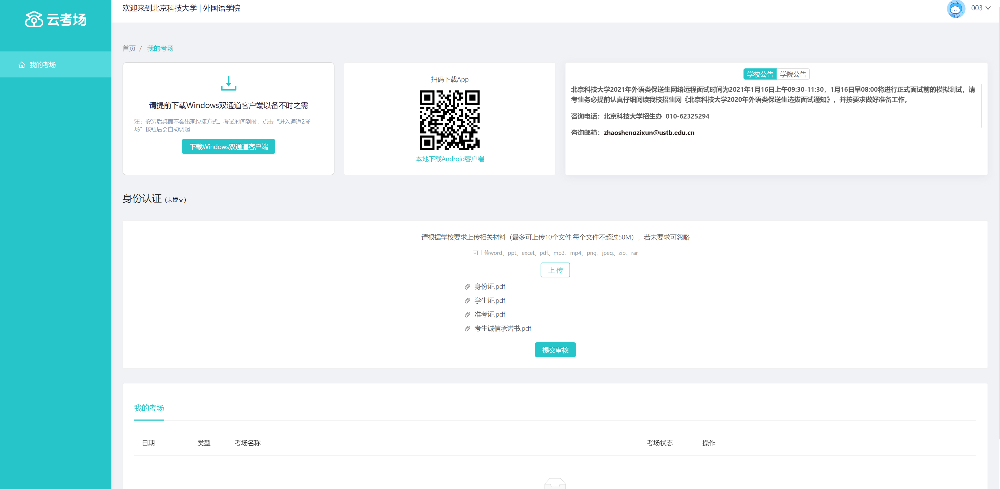 云考场
欢迎来到北京科技大学 | 外国语学院
003
我的考场
首页 / 我的考场
请提前下载Windows双通道客户端以备不时之需
注：安装后桌面不会出现快捷方式。考试时间到时，点击“进入通道2考
场”按钮后会自动调起
下载Windows双通道客户端
扫码下载App
本地下载Android客户端
学校公告 学院公告
北京科技大学2021年外语类保送生网络远程面试时间为2021年1月16日上午09:30-11:30，1月16日早08:00将进行正式面试前的模拟测试，请
考生务必提前认真仔细阅读我校招生网《北京科技大学2020年外语类保送生选拔面试通知》，并按要求做好准备工作。
咨询电话：北京科技大学招生办 010-62325294
咨询邮箱：zhaoshengzixun@ustb.edu.cn
身份认证（未提交）
请根据学校要求上传相关材料（最多可上传10个文件,每个文件不超过50M），若未要求可忽略
可上传word、ppt、excel、pdf、mp3、mp4、png、jpeg、zip、rar
上 传
身份证.pdf
学生证.pdf
准考证.pdf
考生诚信承诺书.pdf
提交审核
我的考场
日期 类型 考场名称 考场状态 操作